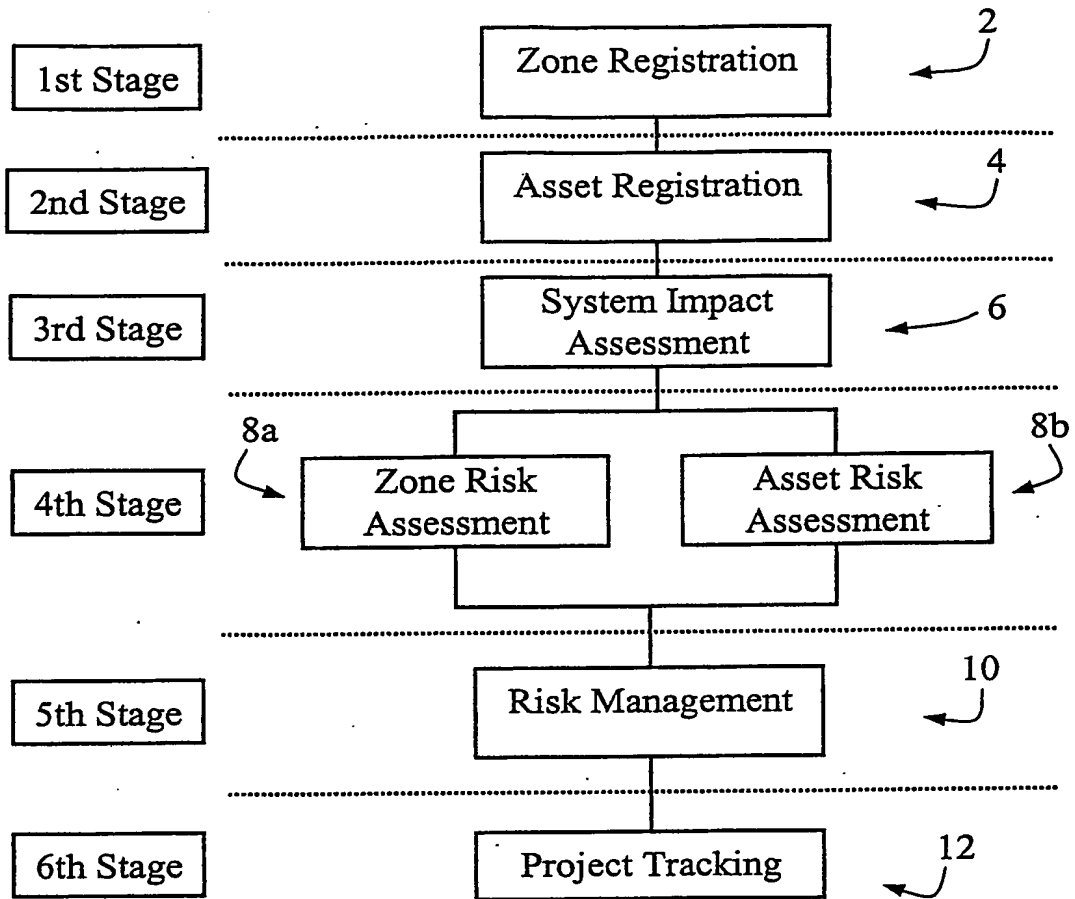 1st Stage
Zone Registration
2
2nd Stage
Asset Registration
4
3rd Stage
System Impact
Assessment
6
4th Stage
8a
Zone Risk
Assessment
Asset Risk
Assessment
8b
5th Stage
Risk Management
10
6th Stage
Project Tracking
12